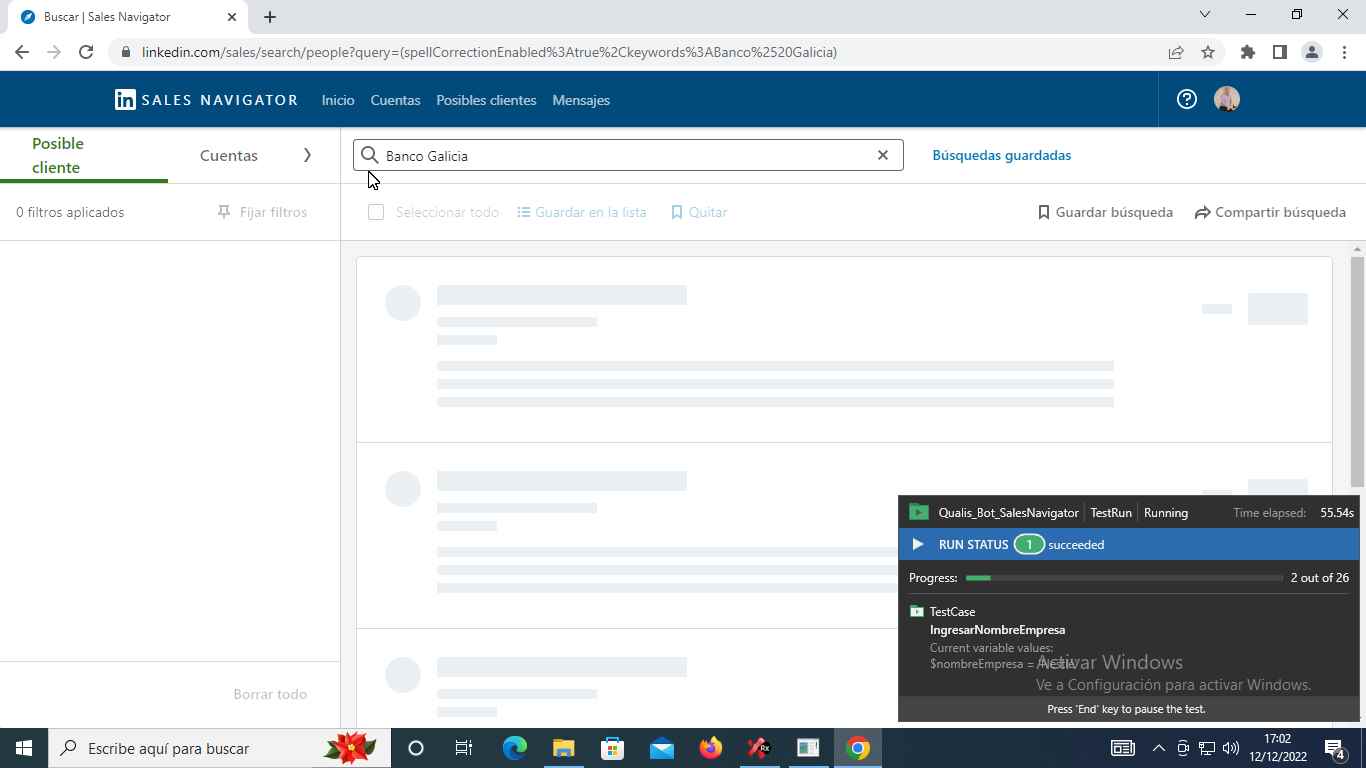 Buscar | Sales Navigator
linkedin.com/sales/search/people?query=(spellCorrectionEnabled%3Atrue%2Ckeywords%3ABanco%2520Galicia)
in SALES NAVIGATOR
Inicio
Cuentas
Posibles clientes
Mensajes
Posible
cliente
Cuentas
Banco Galicia
Búsquedas guardadas
0 filtros aplicados
Fijar filtros
Seleccionar todo
Guardar en la lista
Quitar
Guardar búsqueda
Compartir búsqueda
Borrar todo
Qualis_Bot_SalesNavigator
TestRun
Running
Time elapsed: 55.54s
RUN STATUS 1 succeeded
Progress: 2 out of 26
TestCase
IngresarNombreEmpresa
Current variable values:
$nombreEmpresa = 'Nestle'
Activar Windows
Ve a Configuración para activar Windows.
Press 'End' key to pause the test.
Escribe aquí para buscar
Rx
17:02
12/12/2022
4